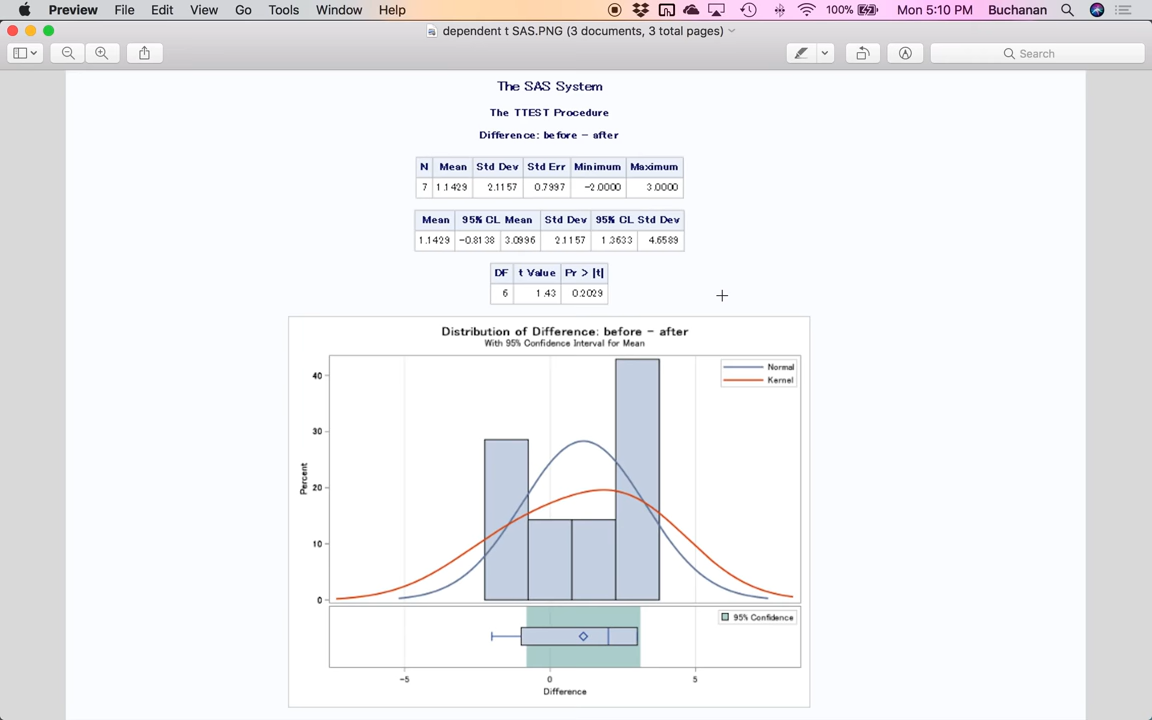 Preview File Edit View Go Tools Window Help 100% Mon 5:10 PM Buchanan
dependent t SAS.PNG (3 documents, 3 total pages)
Search
The SAS System
The TTEST Procedure
Difference: before - after
N Mean Std Dev Std Err Minimum Maximum
7 1.1429 2.1157 0.7997 -2.0000 3.0000
Mean 95% CL Mean Std Dev 95% CL Std Dev
1.1429 -0.8138 3.0996 2.1157 1.3633 4.6589
DF t Value Pr > |t|
6 1.43 0.2029
Distribution of Difference: before - after
With 95% Confidence Interval for Mean
Normal
Kernel
40
30
20
10
0
Percent
95% Confidence
-5 0 5
Difference